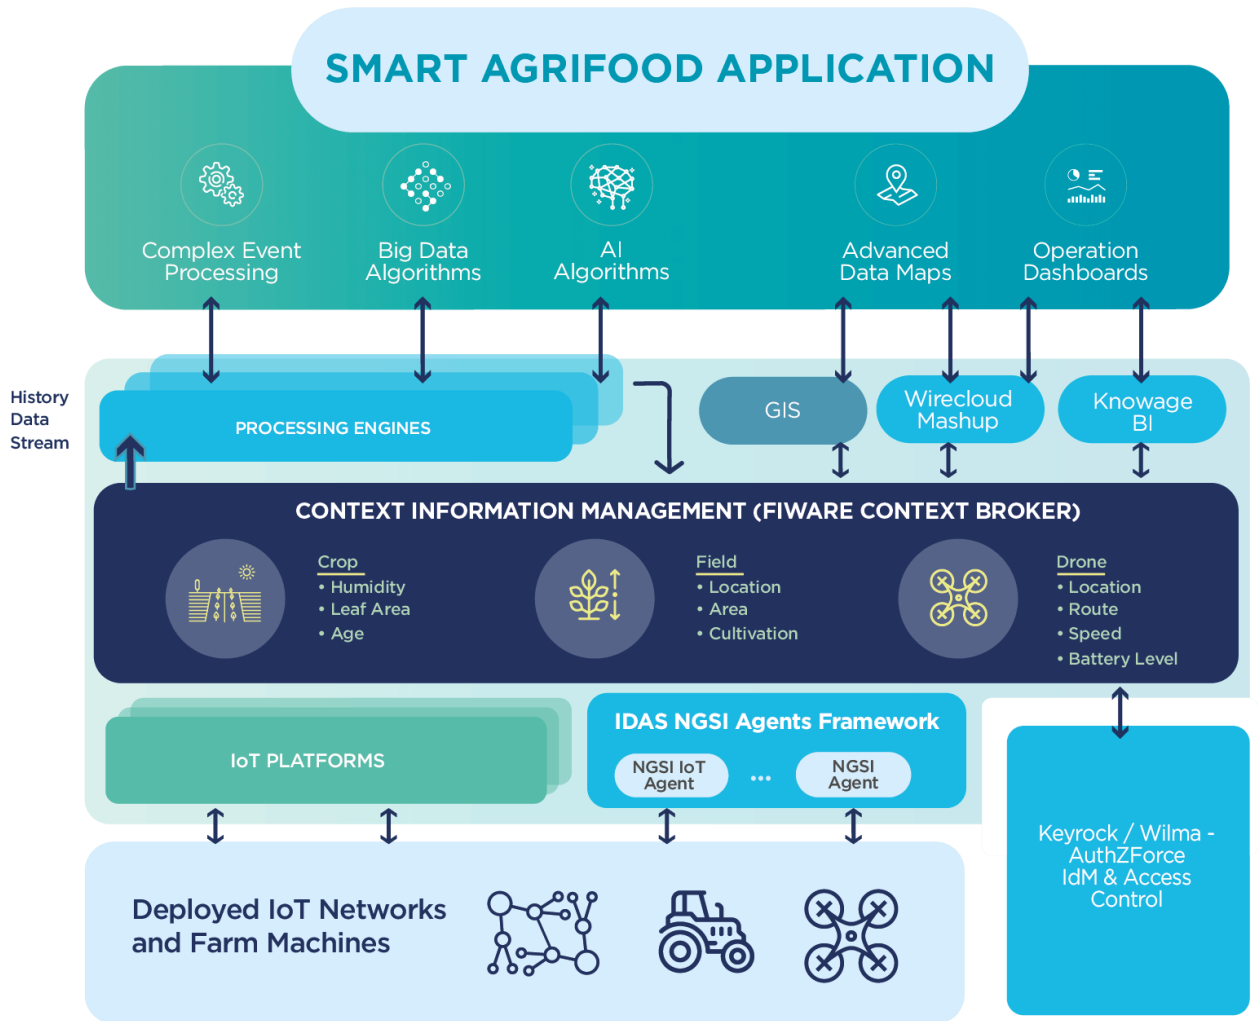 SMART AGRIFOOD APPLICATION
Complex Event
Processing
Big Data
Algorithms
AI
Algorithms
Advanced
Data Maps
Operation
Dashboards
History
Data
Stream
PROCESSING ENGINES
GIS
Wirecloud
Mashup
Knowage
BI
CONTEXT INFORMATION MANAGEMENT (FIWARE CONTEXT BROKER)
Crop
• Humidity
• Leaf Area
• Age
Field
• Location
• Area
• Cultivation
Drone
• Location
• Route
• Speed
• Battery Level
IoT PLATFORMS
IDAS NGSI Agents Framework
NGSI IoT
Agent
...
NGSI
Agent
Keyrock / Wilma -
AuthZForce
IdM & Access
Control
Deployed IoT Networks
and Farm Machines